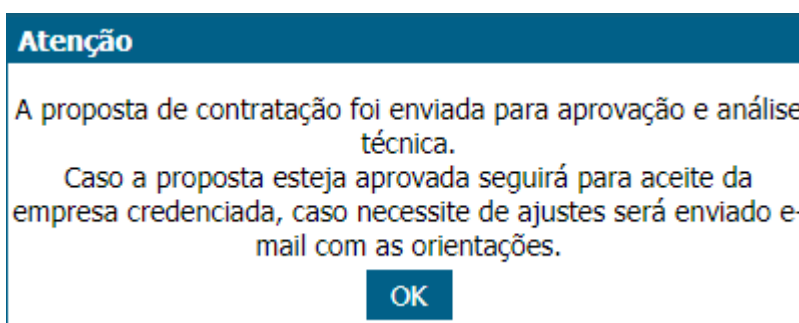 Atenção
A proposta de contratação foi enviada para aprovação e análise
técnica.
Caso a proposta esteja aprovada seguirá para aceite da
empresa credenciada, caso necessite de ajustes será enviado e-
mail com as orientações.
OK